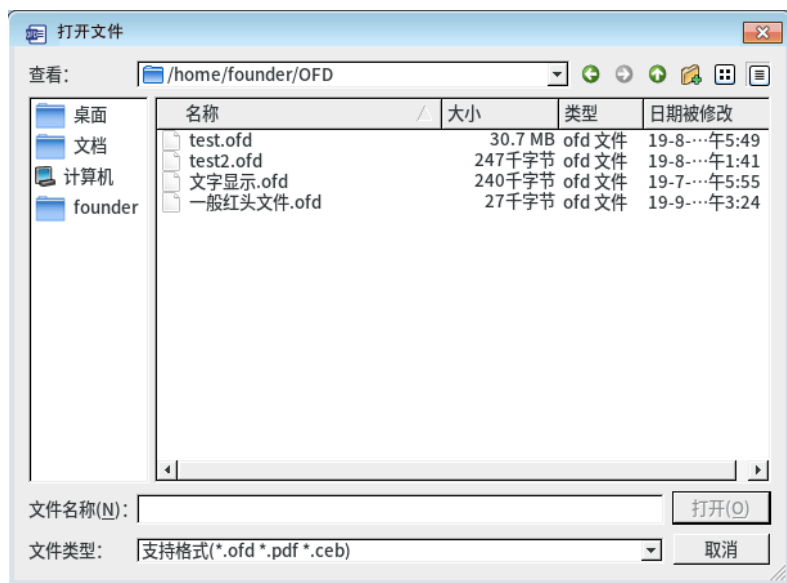 打开文件
查看： /home/founder/OFD
桌面
文档
计算机
founder
名称 大小 类型 日期被修改
test.ofd 30.7 MB ofd 文件 19-8-…午5:49
test2.ofd 247千字节 ofd 文件 19-8-…午1:41
文字显示.ofd 240千字节 ofd 文件 19-7-…午5:55
一般红头文件.ofd 27千字节 ofd 文件 19-9-…午3:24
文件名称(N)： 打开(O)
文件类型： 支持格式(*.ofd *.pdf *.ceb) 取消